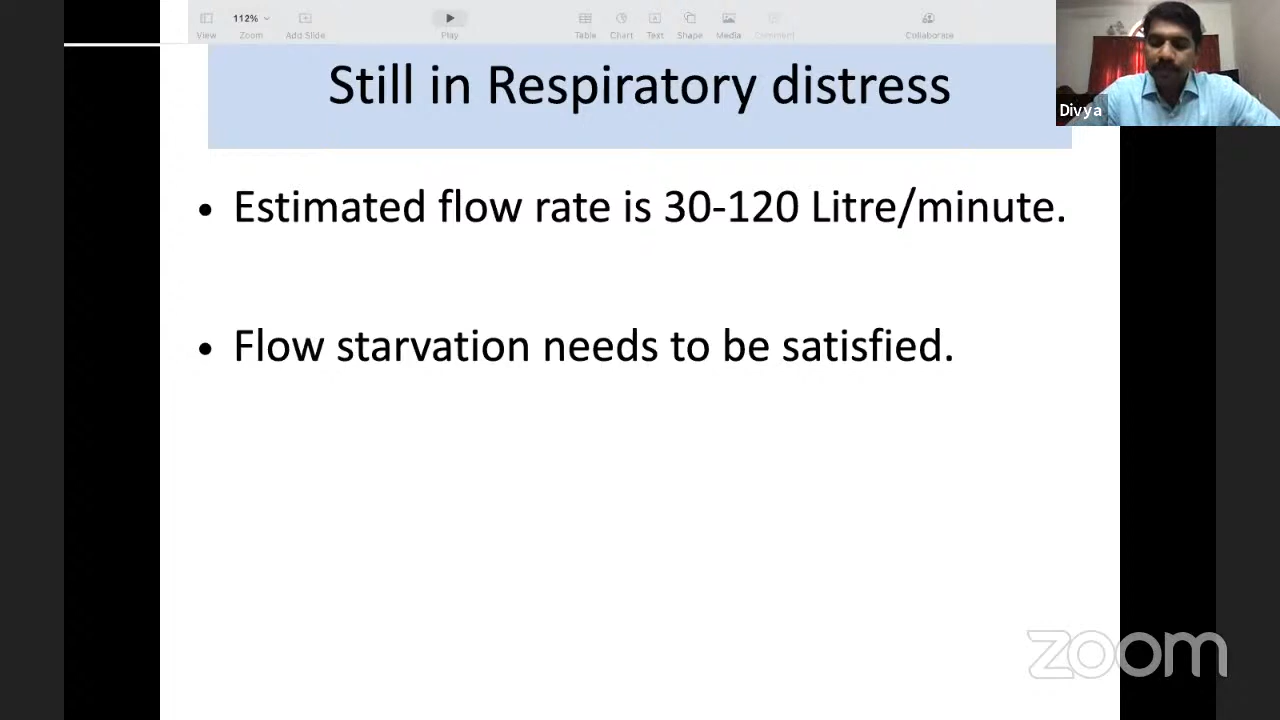 112%
View
Zoom
Add Slide
Play
Table
Chart
Text
Shape
Media
Comment
Collaborate
Divya
Still in Respiratory distress
• Estimated flow rate is 30-120 Litre/minute.
• Flow starvation needs to be satisfied.
zoom